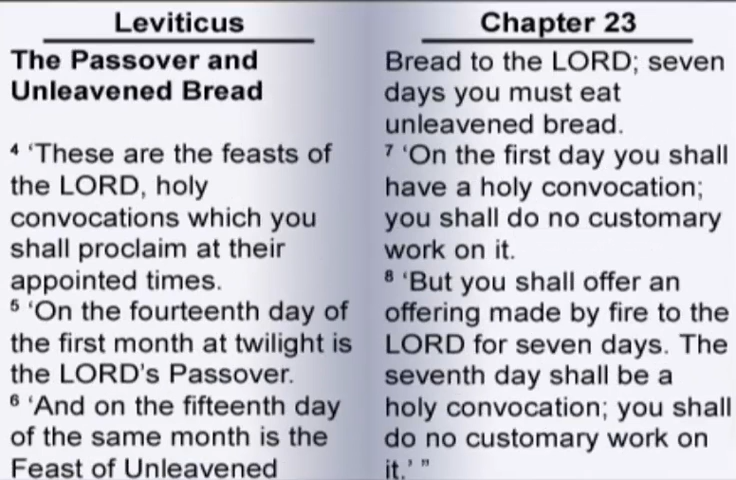 Leviticus
The Passover and
Unleavened Bread
⁴ ‘These are the feasts of
the LORD, holy
convocations which you
shall proclaim at their
appointed times.
⁵ ‘On the fourteenth day of
the first month at twilight is
the LORD’s Passover.
⁶ ‘And on the fifteenth day
of the same month is the
Feast of Unleavened
Chapter 23
Bread to the LORD; seven
days you must eat
unleavened bread.
⁷ ‘On the first day you shall
have a holy convocation;
you shall do no customary
work on it.
⁸ ‘But you shall offer an
offering made by fire to the
LORD for seven days. The
seventh day shall be a
holy convocation; you shall
do no customary work on
it.’ ”